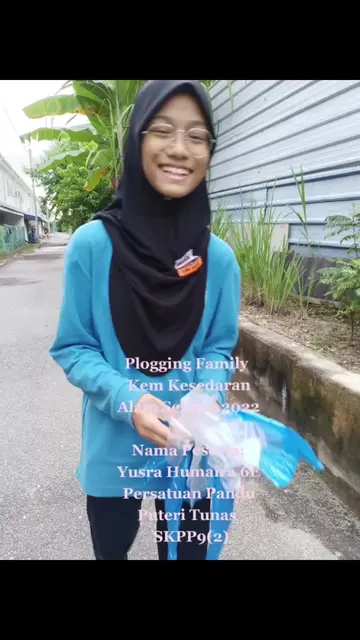 Plogging Family
Kem Kesedaran
Alam 2022
Nama
Yusra Humaira 6E
Persatuan Pandu
Puteri Tunas
SKPP9(2)